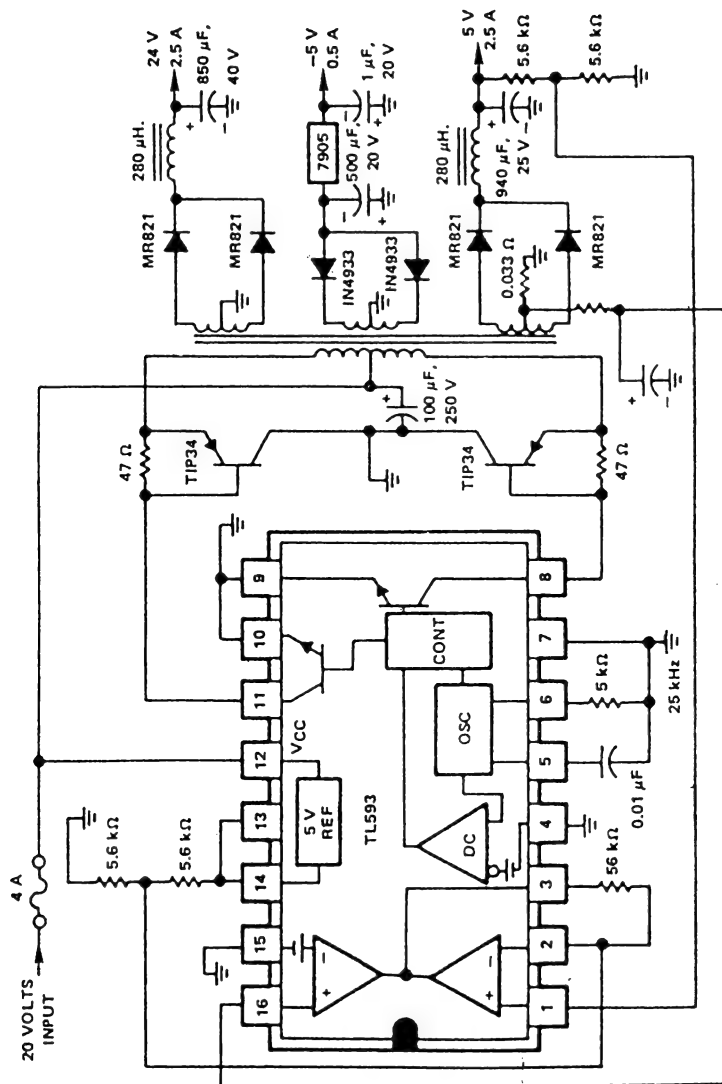 20 VOLTS
INPUT
4 A
5.6 kΩ
5.6 kΩ
16
15
14
13
12
11
10
9
VCC
5 V
REF
TL593
DC
OSC
CONT
1
2
3
4
5
6
7
8
56 kΩ
0.01 μF
5 kΩ
25 kHz
47 Ω
TIP34
100 μF,
250 V
TIP34
47 Ω
MR821
MR821
280 μH.
24 V
2.5 A
850 μF,
40 V
IN4933
IN4933
500 μF,
20 V
7905
-5 V
0.5 A
1 μF,
20 V
0.033 Ω
MR821
MR821
280 μH.
940 μF,
25 V
5 V
2.5 A
5.6 kΩ
5.6 kΩ